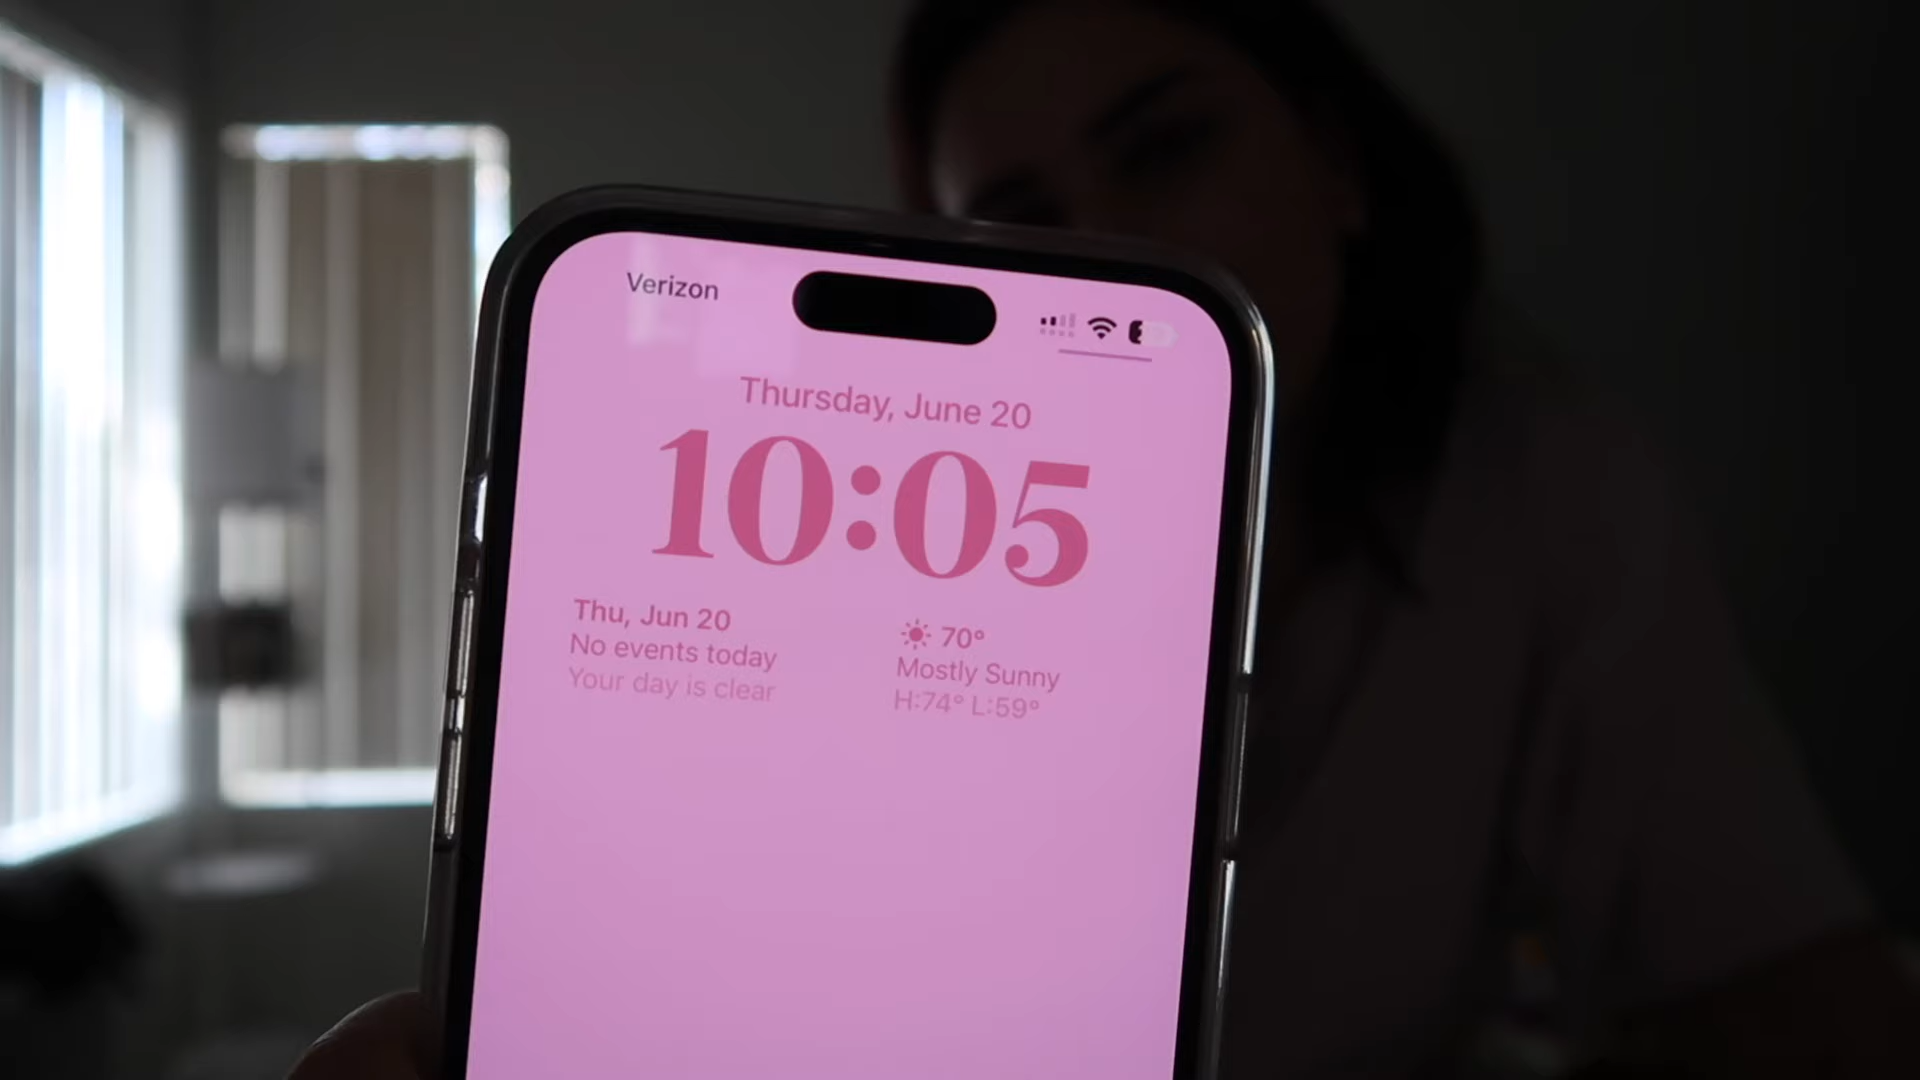 Verizon
Thursday, June 20
10:05
Thu, Jun 20
No events today
Your day is clear
70°
Mostly Sunny
H:74° L:59°